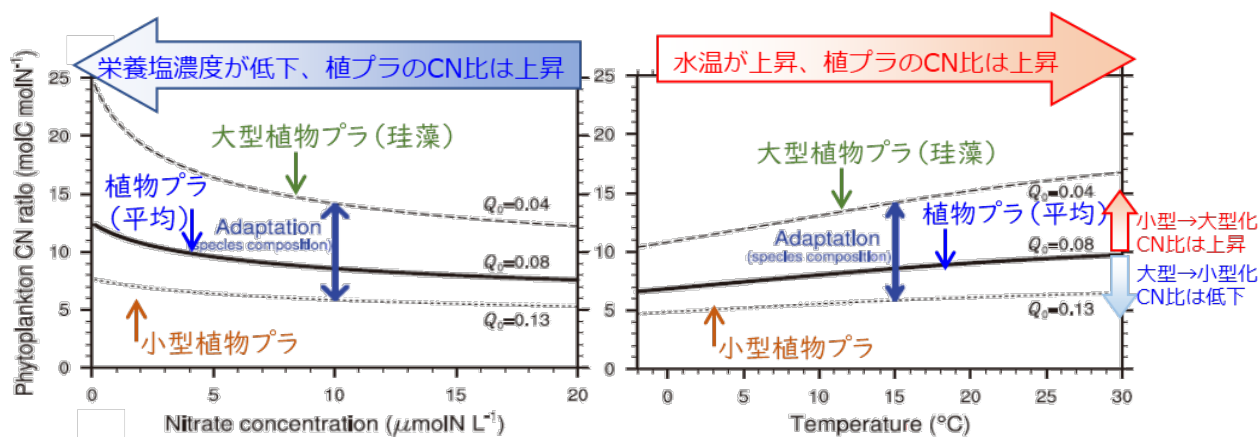 栄養塩濃度が低下、植プラのCN比は上昇
Phytoplankton CN ratio (molC molN⁻¹)
25
20
15
10
5
0
大型植物プラ(珪藻)
植物プラ
(平均)
Adaptation
(species composition)
Q₀=0.04
Q₀=0.08
Q₀=0.13
小型植物プラ
0 5 10 15 20
Nitrate concentration (μmolN L⁻¹)
水温が上昇、植プラのCN比は上昇
25
20
15
10
5
0
大型植物プラ(珪藻)
Q₀=0.04
Adaptation
(species composition)
植物プラ(平均)
Q₀=0.08
Q₀=0.13
小型植物プラ
小型→大型化
CN比は上昇
大型→小型化
CN比は低下
0 5 10 15 20 25 30
Temperature (°C)